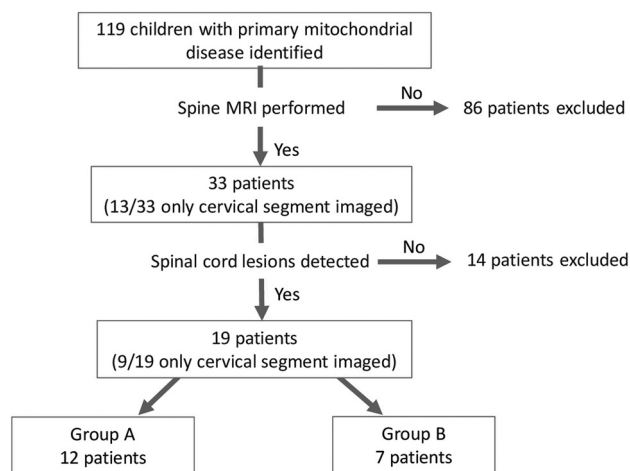 119 children with primary mitochondrial
disease identified
No
Spine MRI performed
86 patients excluded
Yes
33 patients
(13/33 only cervical segment imaged)
No
Spinal cord lesions detected
14 patients excluded
Yes
19 patients
(9/19 only cervical segment imaged)
Group A
12 patients
Group B
7 patients